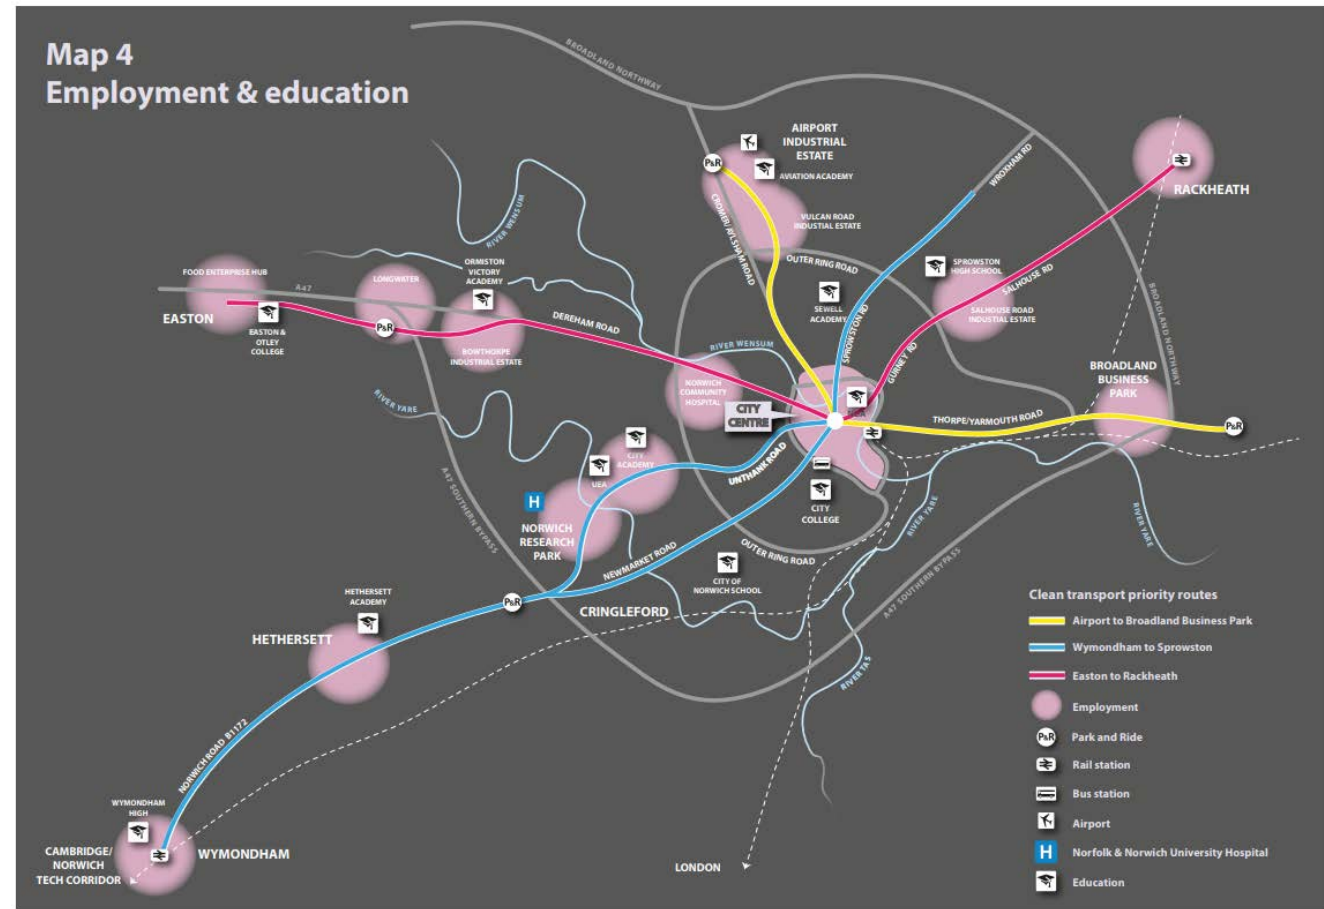 Map 4
Employment & education
BROADLAND NORTHWAY
P&R
AIRPORT
INDUSTRIAL
ESTATE
AVIATION ACADEMY
WROXHAM RD
RACKHEATH
RIVER WENSUM
CROMER/AYLSHAM ROAD
VULCAN ROAD
INDUSTIAL ESTATE
OUTER RING ROAD
FOOD ENTERPRISE HUB
A47
EASTON
EASTON &
OTLEY
COLLEGE
LONGWATER
P&R
ORMISTON
VICTORY
ACADEMY
BOWTHORPE
INDUSTIAL ESTATE
DEREHAM ROAD
SEWELL
ACADEMY
SPROWSTON RD
SPROWSTON
HIGH SCHOOL
SALHOUSE RD
SALHOUSE ROAD
INDUSTIAL ESTATE
BROADLAND NORTHWAY
RIVER WENSUM
GURNEY RD
NORWICH
COMMUNITY
HOSPITAL
CITY
CENTRE
BROADLAND
BUSINESS
PARK
THORPE/YARMOUTH ROAD
P&R
RIVER YARE
A47 SOUTHERN BYPASS
CITY
ACADEMY
UEA
UNTHANK ROAD
H
NORWICH
RESEARCH
PARK
CITY
COLLEGE
RIVER YARE
RIVER YARE
NEWMARKET ROAD
OUTER RING ROAD
CITY OF
NORWICH SCHOOL
A47 SOUTHERN BYPASS
P&R
CRINGLEFORD
HETHERSETT
ACADEMY
HETHERSETT
RIVER TAS
NORWICH ROAD B1172
WYMONDHAM
HIGH
WYMONDHAM
CAMBRIDGE/
NORWICH
TECH CORRIDOR
LONDON
Clean transport priority routes
Airport to Broadland Business Park
Wymondham to Sprowston
Easton to Rackheath
Employment
P&R Park and Ride
Rail station
Bus station
Airport
H Norfolk & Norwich University Hospital
Education